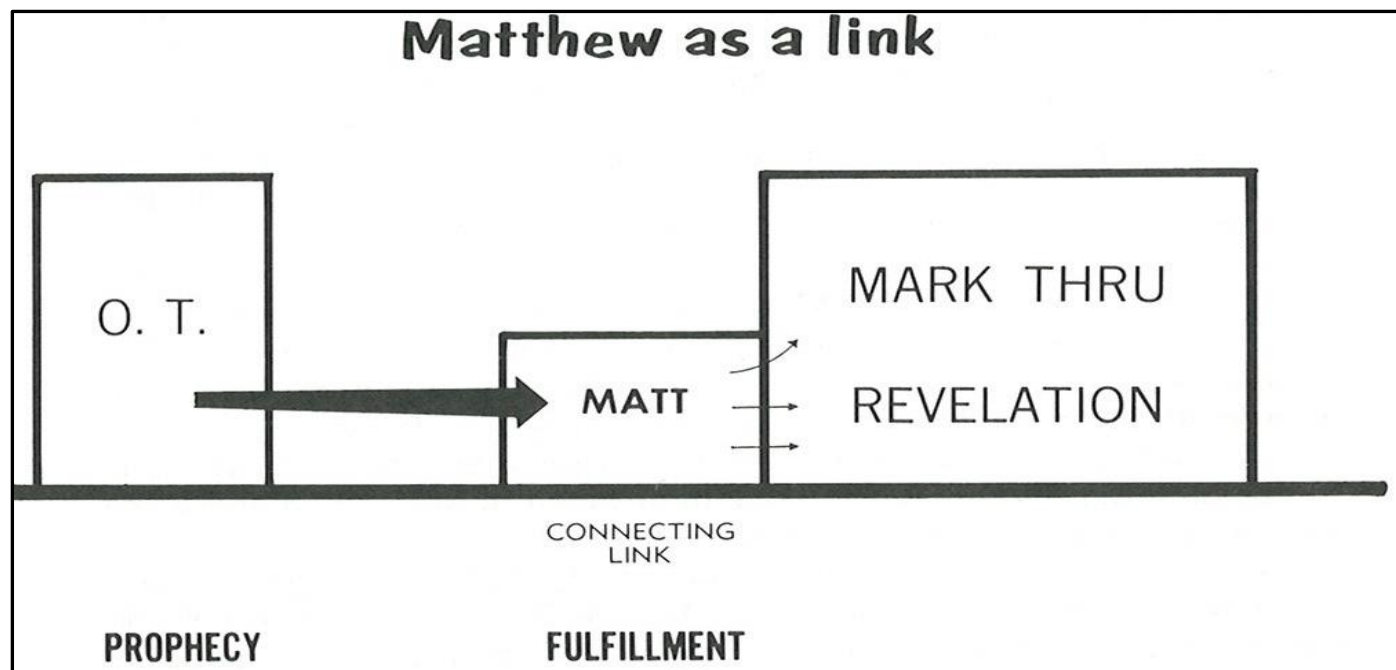 Matthew as a link
O. T.
MATT
MARK THRU
REVELATION
CONNECTING
LINK
PROPHECY
FULFILLMENT